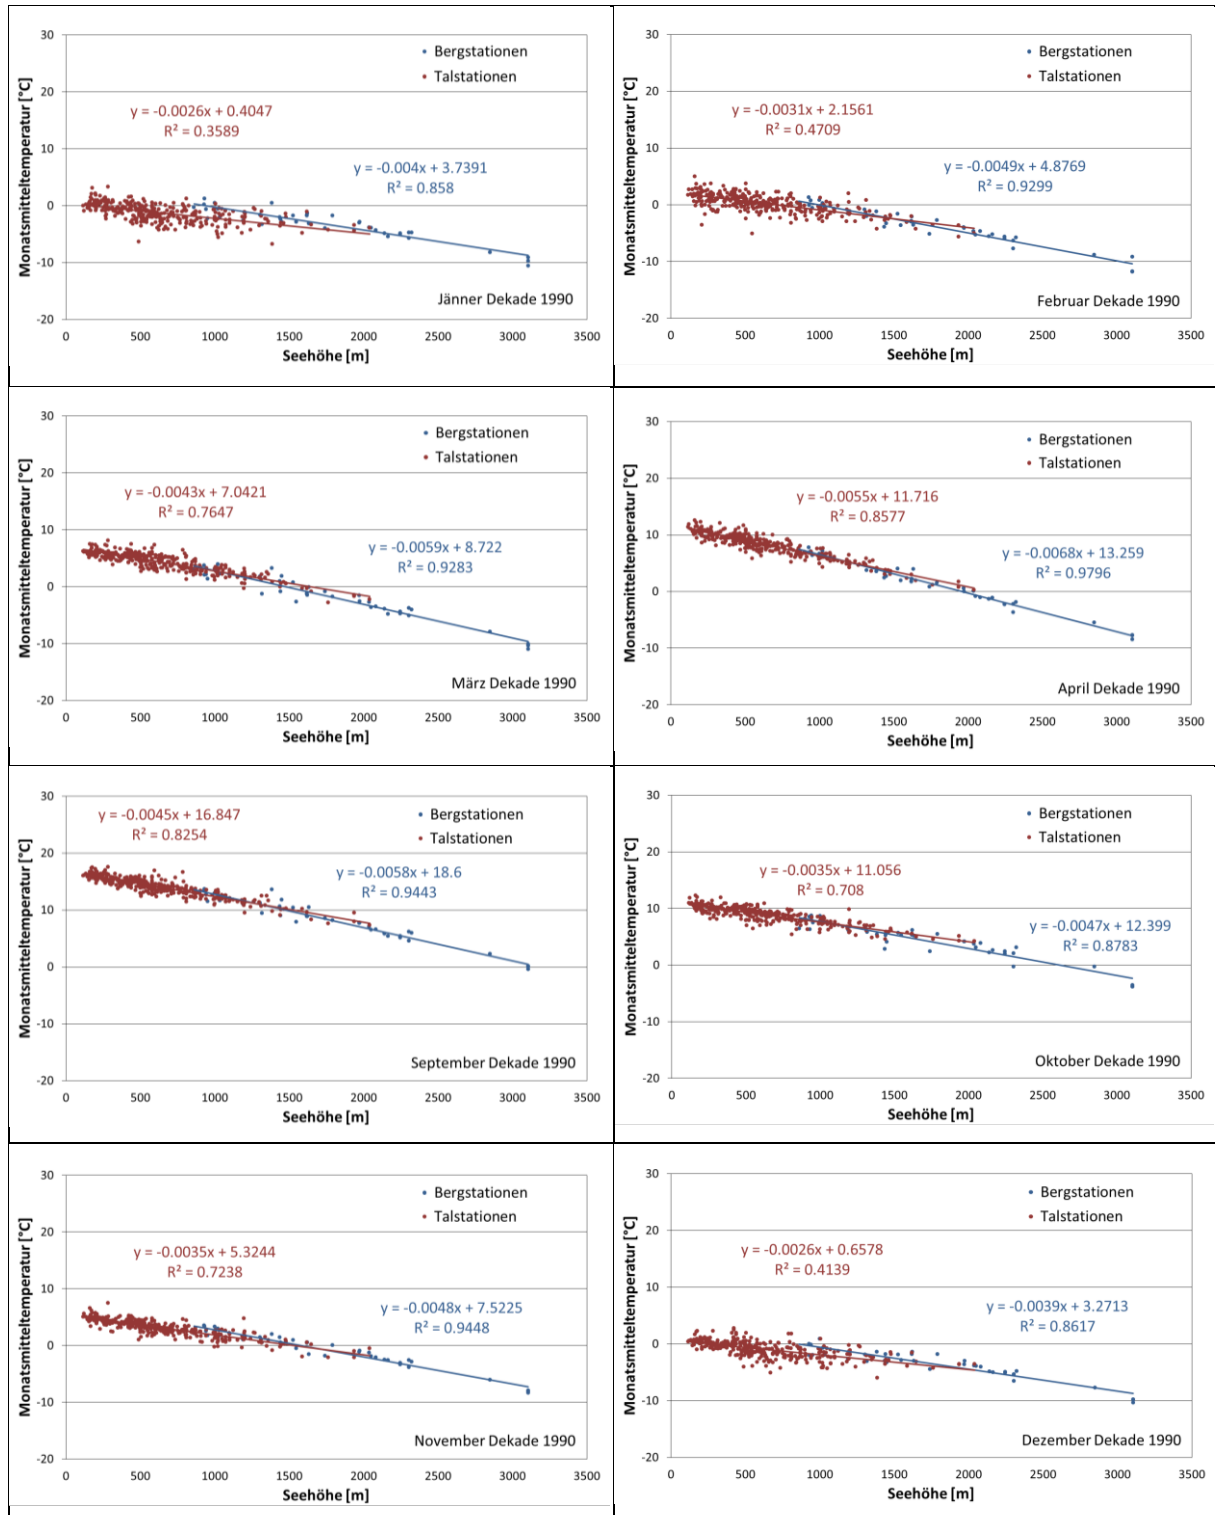 30
20
10
0
-10
-20
Monatsmitteltemperatur [°C]
Bergstationen
Talstationen
y = -0.0026x + 0.4047
R² = 0.3589
y = -0.004x + 3.7391
R² = 0.858
Jänner Dekade 1990
0 500 1000 1500 2000 2500 3000 3500
Seehöhe [m]
30
20
10
0
-10
-20
Monatsmitteltemperatur [°C]
Bergstationen
Talstationen
y = -0.0031x + 2.1561
R² = 0.4709
y = -0.0049x + 4.8769
R² = 0.9299
Februar Dekade 1990
0 500 1000 1500 2000 2500 3000 3500
Seehöhe [m]
30
20
10
0
-10
-20
Monatsmitteltemperatur [°C]
Bergstationen
Talstationen
y = -0.0043x + 7.0421
R² = 0.7647
y = -0.0059x + 8.722
R² = 0.9283
März Dekade 1990
0 500 1000 1500 2000 2500 3000 3500
Seehöhe [m]
30
20
10
0
-10
-20
Monatsmitteltemperatur [°C]
Bergstationen
Talstationen
y = -0.0055x + 11.716
R² = 0.8577
y = -0.0068x + 13.259
R² = 0.9796
April Dekade 1990
0 500 1000 1500 2000 2500 3000 3500
Seehöhe [m]
30
20
10
0
-10
-20
Monatsmitteltemperatur [°C]
Bergstationen
Talstationen
y = -0.0045x + 16.847
R² = 0.8254
y = -0.0058x + 18.6
R² = 0.9443
September Dekade 1990
0 500 1000 1500 2000 2500 3000 3500
Seehöhe [m]
30
20
10
0
-10
-20
Monatsmitteltemperatur [°C]
Bergstationen
Talstationen
y = -0.0035x + 11.056
R² = 0.708
y = -0.0047x + 12.399
R² = 0.8783
Oktober Dekade 1990
0 500 1000 1500 2000 2500 3000 3500
Seehöhe [m]
30
20
10
0
-10
-20
Monatsmitteltemperatur [°C]
Bergstationen
Talstationen
y = -0.0035x + 5.3244
R² = 0.7238
y = -0.0048x + 7.5225
R² = 0.9448
November Dekade 1990
0 500 1000 1500 2000 2500 3000 3500
Seehöhe [m]
30
20
10
0
-10
-20
Monatsmitteltemperatur [°C]
Bergstationen
Talstationen
y = -0.0026x + 0.6578
R² = 0.4139
y = -0.0039x + 3.2713
R² = 0.8617
Dezember Dekade 1990
0 500 1000 1500 2000 2500 3000 3500
Seehöhe [m]